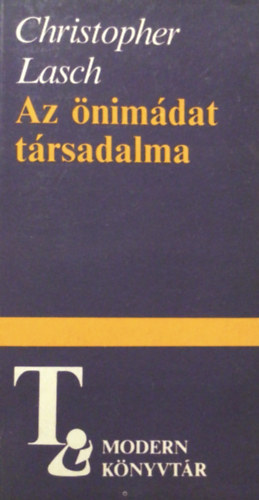 Christopher
Lasch
Az önimádat
társadalma
T
MODERN
KÖNYVTÁR